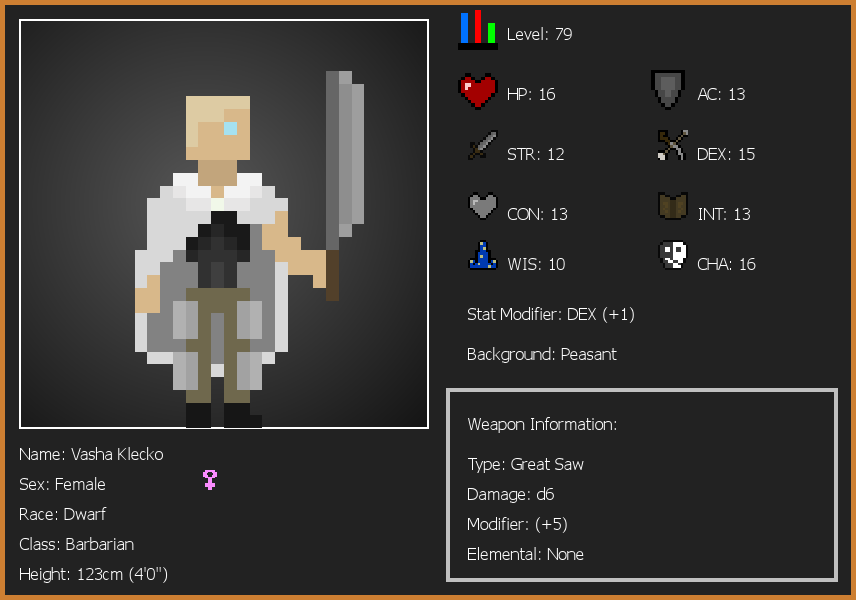 Level: 79
HP: 16
AC: 13
STR: 12
DEX: 15
CON: 13
INT: 13
WIS: 10
CHA: 16
Stat Modifier: DEX (+1)
Background: Peasant
Weapon Information:
Type: Great Saw
Damage: d6
Modifier: (+5)
Elemental: None
Name: Vasha Klecko
Sex: Female
Race: Dwarf
Class: Barbarian
Height: 123cm (4'0")